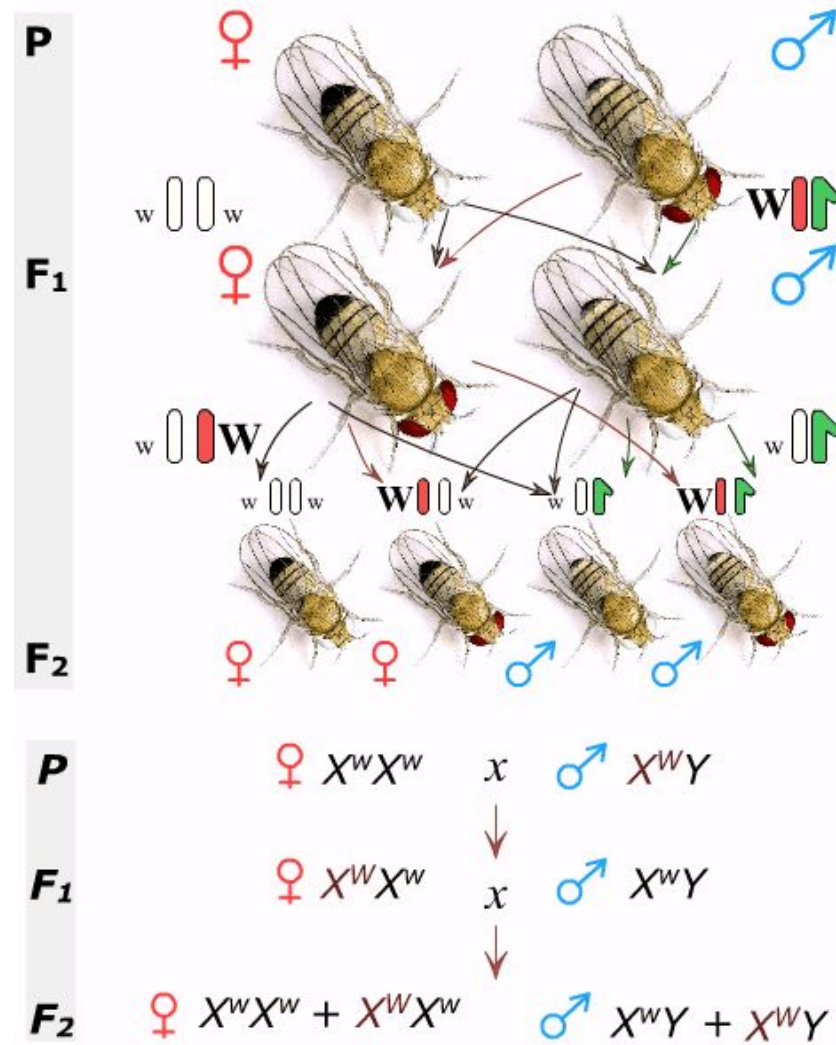 P ♀ ♂
w w W
F₁ ♀ ♂
w W w
w w W w w W
F₂ ♀ ♀ ♂ ♂
P ♀ XʷXʷ x ♂ XᵂY
F₁ ♀ XᵂXʷ x ♂ XʷY
F₂ ♀ XʷXʷ + XᵂXʷ ♂ XʷY + XᵂY